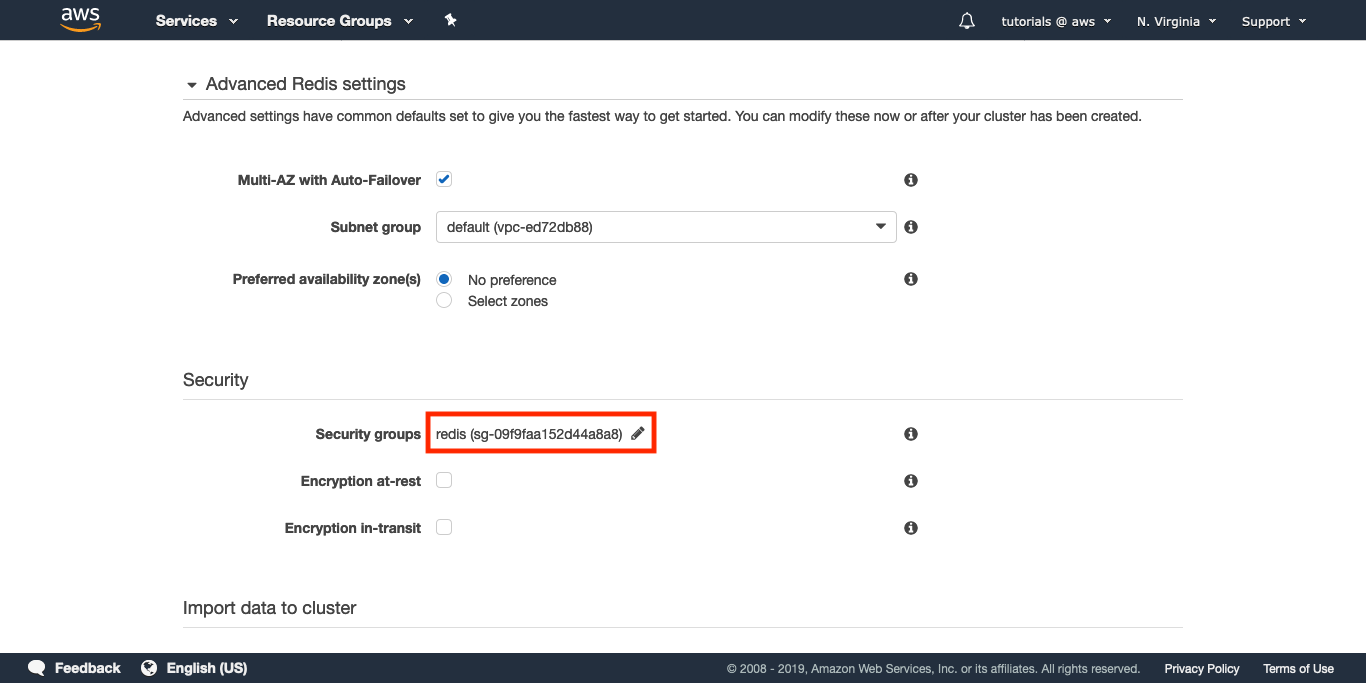 aws Services Resource Groups tutorials @ aws N. Virginia Support
Advanced Redis settings
Advanced settings have common defaults set to give you the fastest way to get started. You can modify these now or after your cluster has been created.
Multi-AZ with Auto-Failover
Subnet group default (vpc-ed72db88)
Preferred availability zone(s) No preference
Select zones
Security
Security groups redis (sg-09f9faa152d44a8a8)
Encryption at-rest
Encryption in-transit
Import data to cluster
Feedback English (US) © 2008 - 2019, Amazon Web Services, Inc. or its affiliates. All rights reserved. Privacy Policy Terms of Use